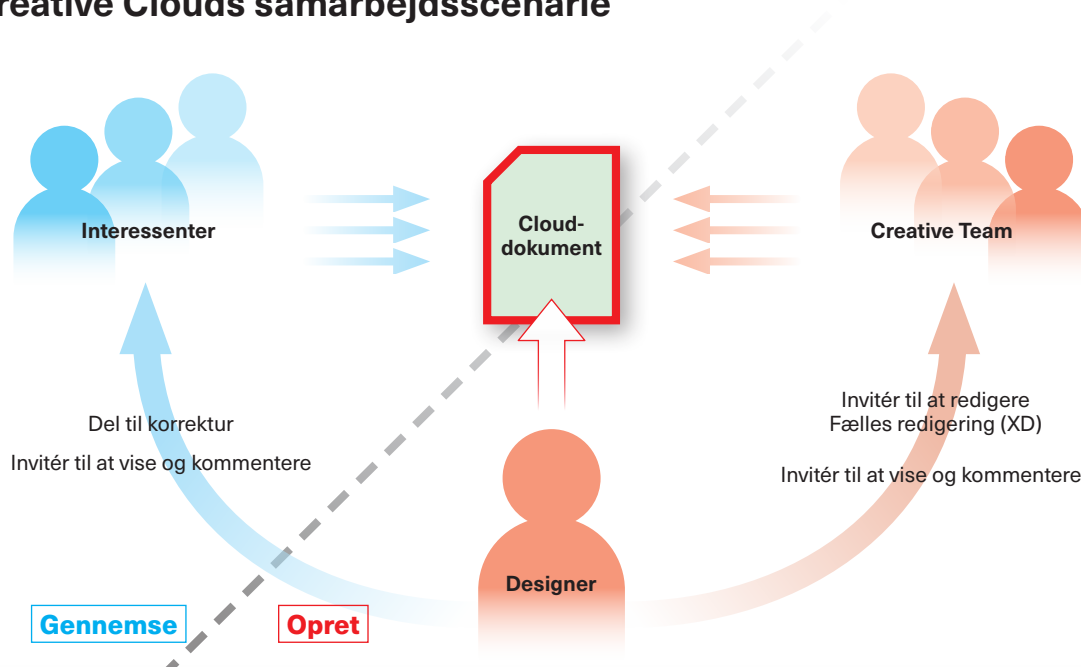 reative Clouds samarbejdsscenarie
Interessenter
Cloud-
dokument
Creative Team
Del til korrektur
Invitér til at vise og kommentere
Invitér til at redigere
Fælles redigering (XD)
Invitér til at vise og kommentere
Designer
Gennemse
Opret